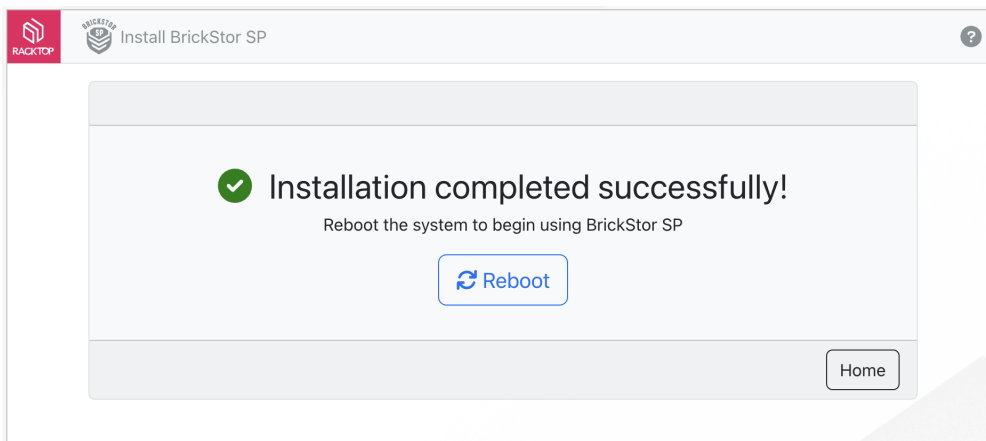 RACKTOP
BRICKSTOR
SP
Install BrickStor SP
?
Installation completed successfully!
Reboot the system to begin using BrickStor SP
Reboot
Home